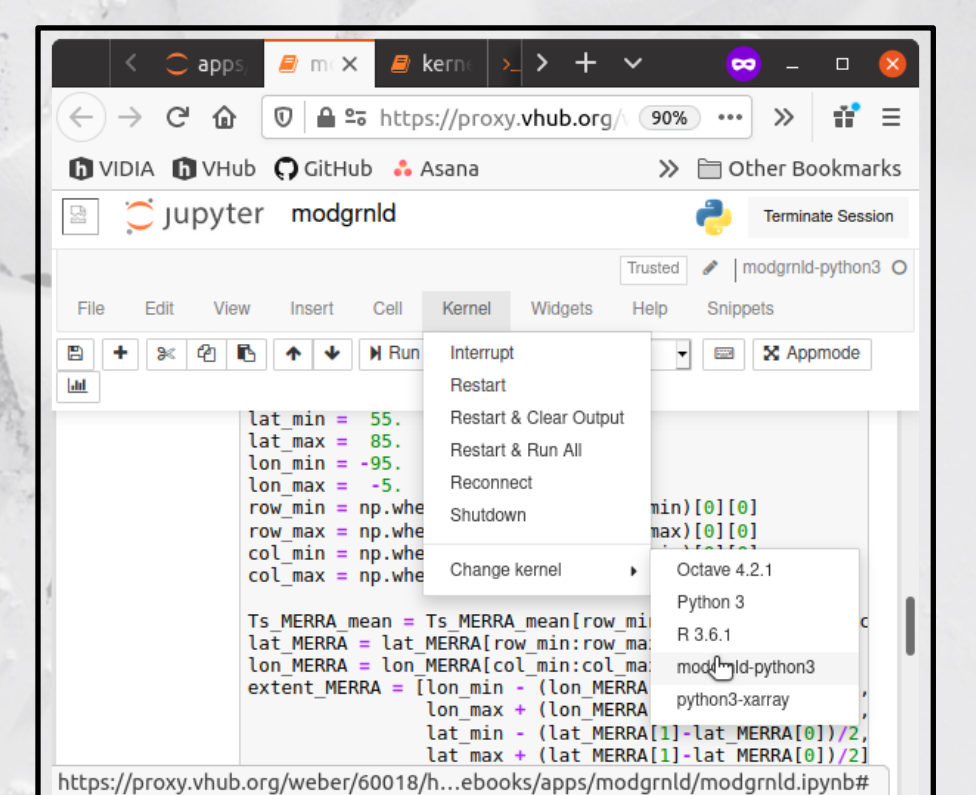 apps, m kerne
https://proxy.vhub.org/ 90%
VIDIA VHub GitHub Asana Other Bookmarks
jupyter modgrnld Terminate Session
Trusted modgrnld-python3
File Edit View Insert Cell Kernel Widgets Help Snippets
Run Appmode
Interrupt
Restart
Restart & Clear Output
Restart & Run All
Reconnect
Shutdown
Change kernel
Octave 4.2.1
Python 3
R 3.6.1
modgrnld-python3
python3-xarray
lat_min = 55.
lat_max = 85.
lon_min = -95.
lon_max = -5.
row_min = np.whe min)[0][0]
row_max = np.whe max)[0][0]
col_min = np.whe
col_max = np.whe
Ts_MERRA_mean = Ts_MERRA_mean[row_mi c
lat_MERRA = lat_MERRA[row_min:row_ma
lon_MERRA = lon_MERRA[col_min:col_ma
extent_MERRA = [lon_min - (lon_MERRA ,
lon_max + (lon_MERRA ,
lat_min - (lat_MERRA[1]-lat_MERRA[0])/2,
lat_max + (lat_MERRA[1]-lat_MERRA[0])/2]
https://proxy.vhub.org/weber/60018/h...ebooks/apps/modgrnld/modgrnld.ipynb#